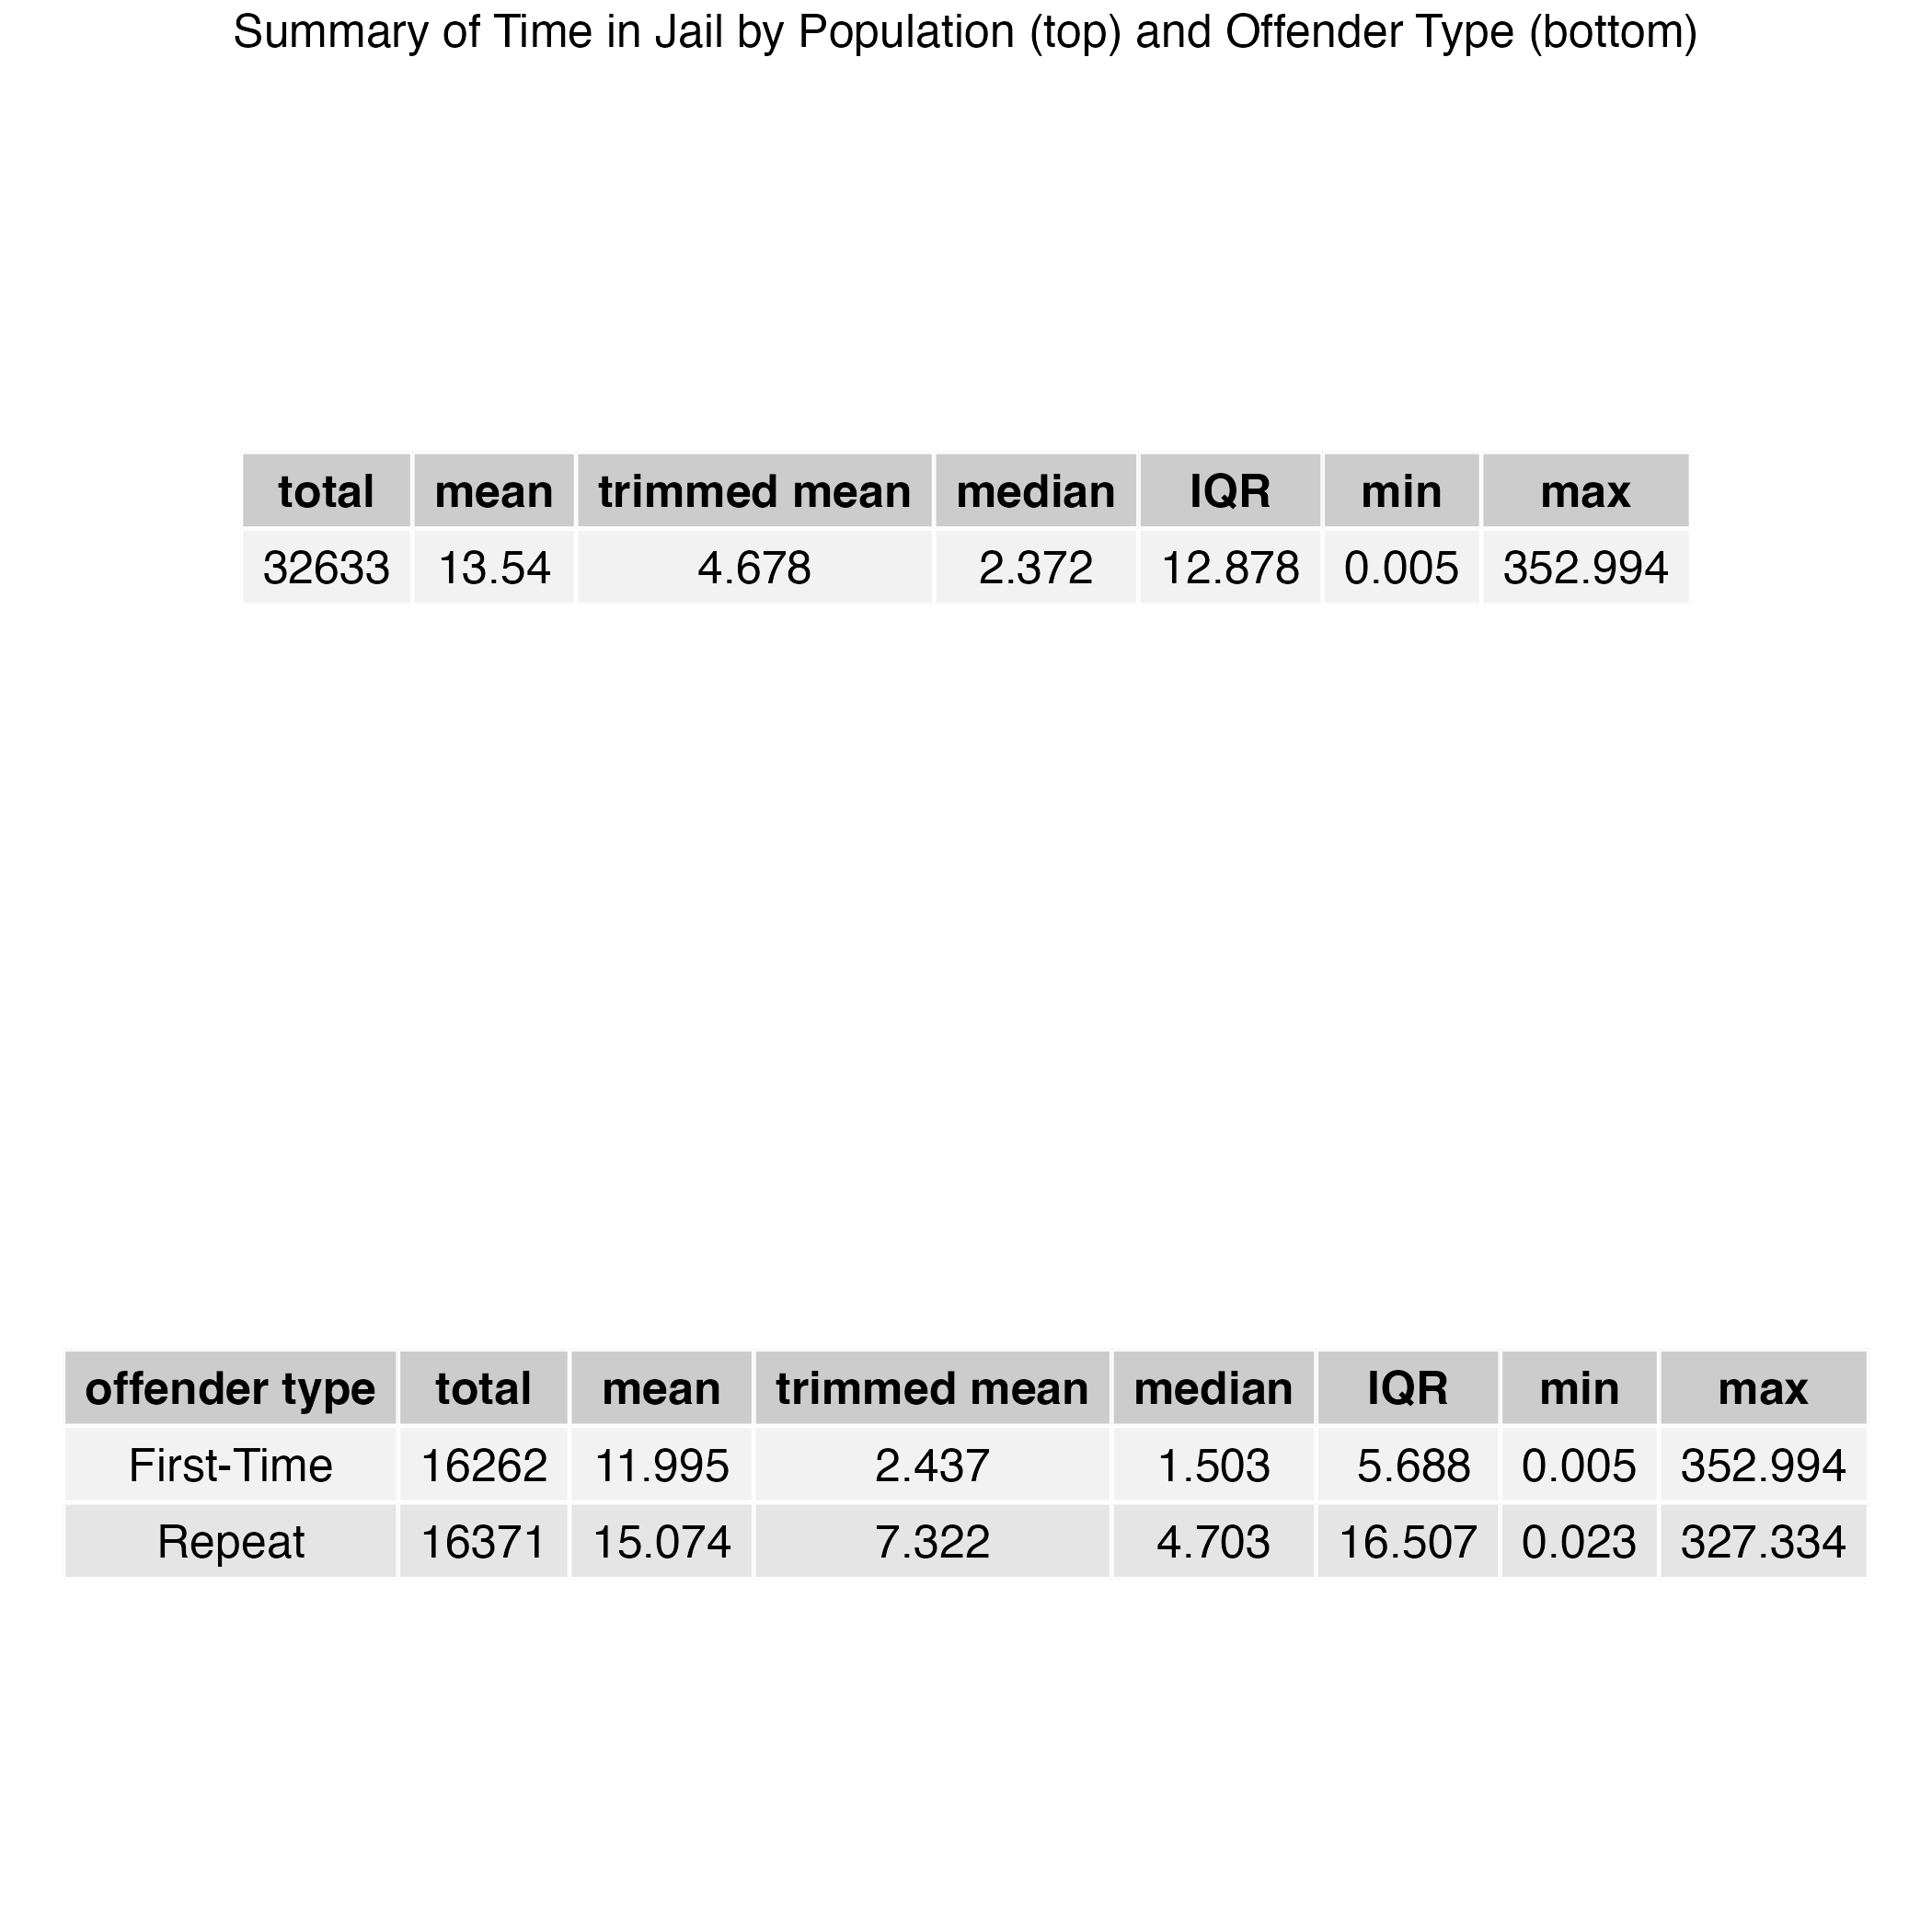 Summary of Time in Jail by Population (top) and Offender Type (bottom)
total mean trimmed mean median IQR min max
32633 13.54 4.678 2.372 12.878 0.005 352.994
offender type total mean trimmed mean median IQR min max
First-Time 16262 11.995 2.437 1.503 5.688 0.005 352.994
Repeat 16371 15.074 7.322 4.703 16.507 0.023 327.334